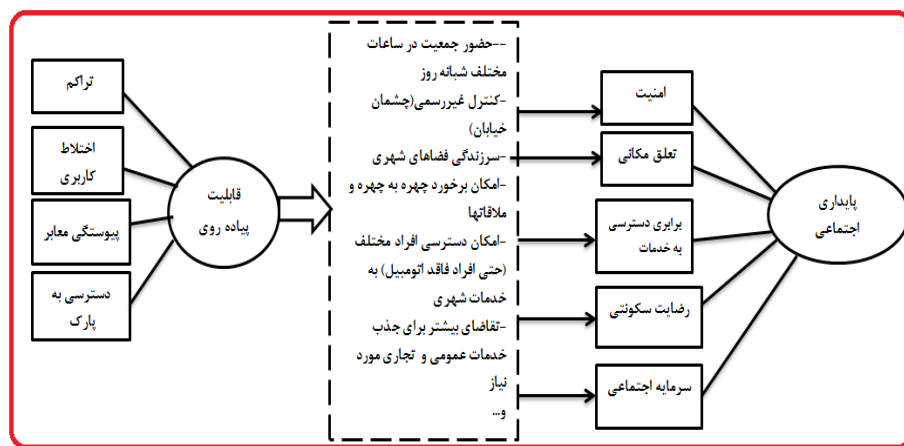 تراکم
اختلاط
کاربری
پیوستگی معابر
دسترسی به
پارک
قابلیت
پیاده روی
--حضور جمعیت در ساعات
مختلف شبانه روز
-کنترل غیررسمی(چشمان
خیابان)
-سرزندگی فضاهای شهری
-امکان برخورد چهره به چهره و
ملاقاتها
-امکان دسترسی افراد مختلف
(حتی افراد فاقد اتومبیل) به
خدمات شهری
-تقاضای بیشتر برای جذب
خدمات عمومی و تجاری مورد
نیاز
و...
امنیت
تعلق مکانی
برابری دسترسی
به خدمات
رضایت سکونتی
سرمایه اجتماعی
پایداری
اجتماعی